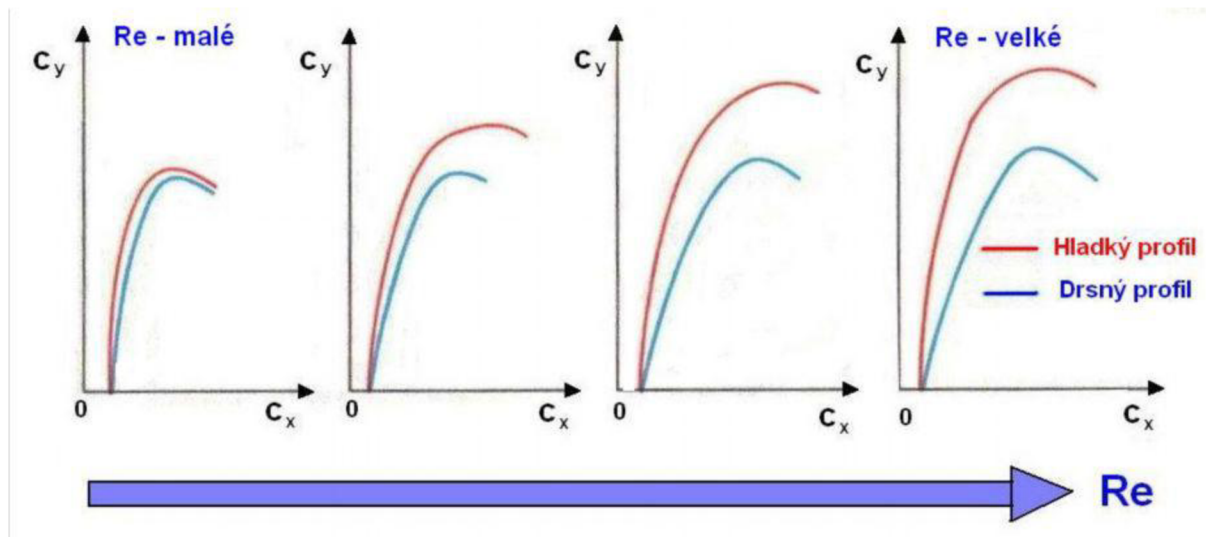 Re - malé
Re - velké
C y
C y
C y
C y
Hladký profil
Drsný profil
0
C x
0
C x
0
C x
0
C x
Re